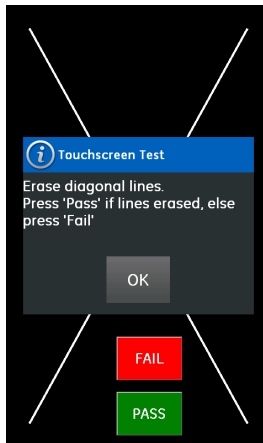 Touchscreen Test
Erase diagonal lines.
Press 'Pass' if lines erased, else
press 'Fail'
OK
FAIL
PASS